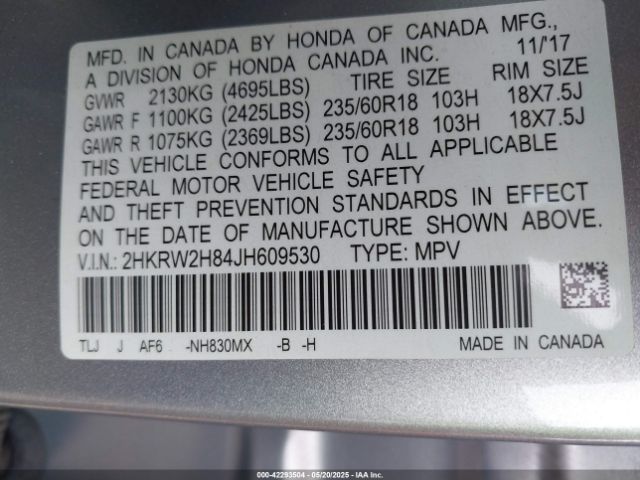 MFD. IN CANADA BY HONDA OF CANADA MFG.,
A DIVISION OF HONDA CANADA INC. 11/'17
GVWR 2130KG (4695LBS) TIRE SIZE RIM SIZE
GAWR F 1100KG (2425LBS) 235/60R18 103H 18X7.5J
GAWR R 1075KG (2369LBS) 235/60R18 103H 18X7.5J
THIS VEHICLE CONFORMS TO ALL APPLICABLE
FEDERAL MOTOR VEHICLE SAFETY
AND THEFT PREVENTION STANDARDS IN EFFECT
ON THE DATE OF MANUFACTURE SHOWN ABOVE.
V.I.N.: 2HKRW2H84JH609530 TYPE: MPV
TLJ J AF6 -NH830MX -B -H MADE IN CANADA
000-42293504 - 05/20/2025 - IAA Inc.